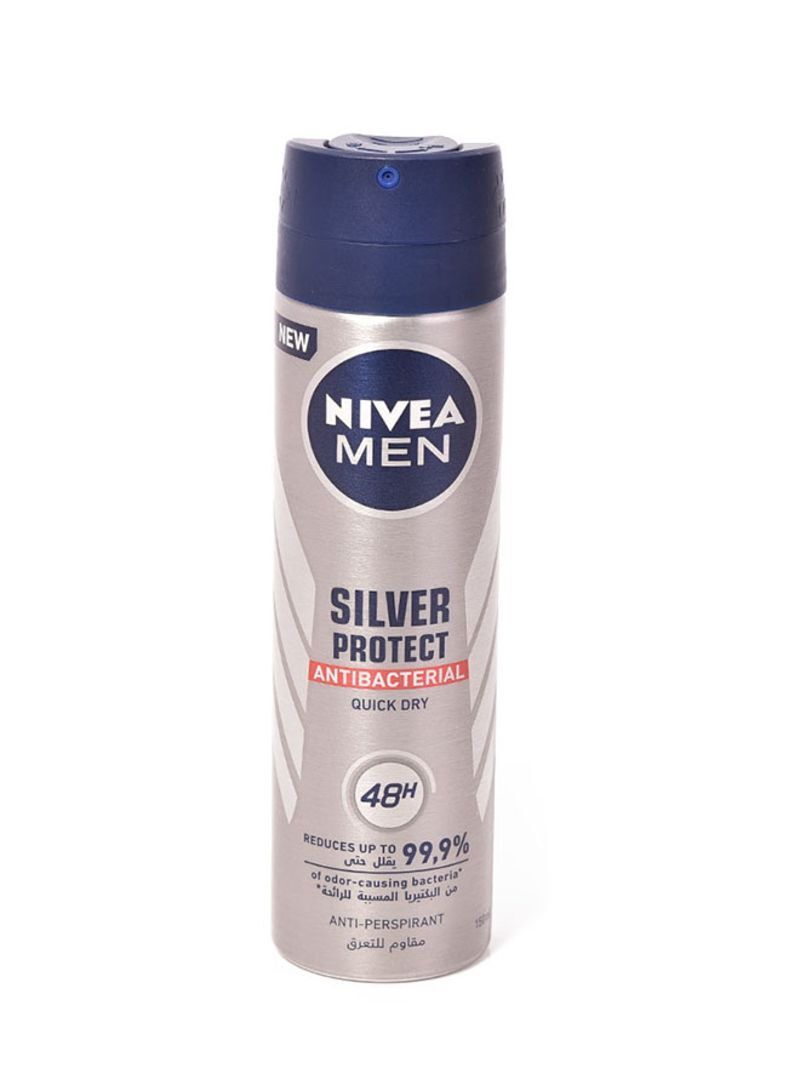 NEW
NIVEA
MEN
SILVER
PROTECT
ANTIBACTERIAL
QUICK DRY
48H
REDUCES UP TO 99,9%
يقلل حتى
of odor-causing bacteria*
من البكتيريا المسببة للرائحة*
ANTI-PERSPIRANT
مقاوم للتعرق